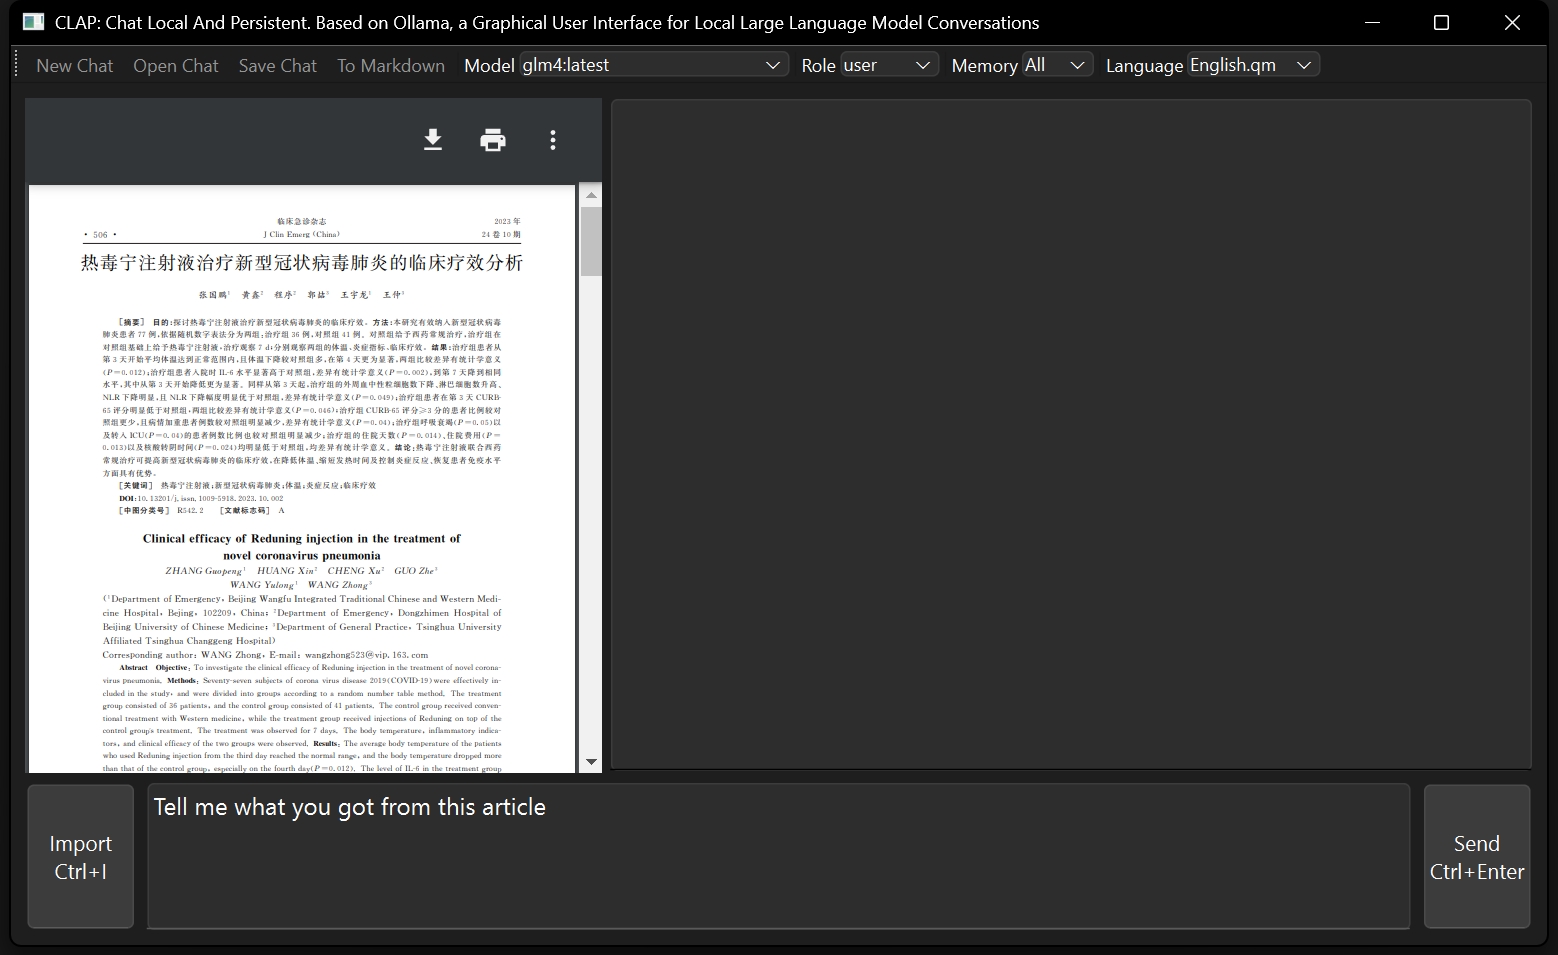 CLAP: Chat Local And Persistent. Based on Ollama, a Graphical User Interface for Local Large Language Model Conversations
New Chat Open Chat Save Chat To Markdown Model glm4:latest Role user Memory All Language English.qm
临床急诊杂志 2023 年
• 506 • J Clin Emerg (China) 24 卷 10 期
热毒宁注射液治疗新型冠状病毒肺炎的临床疗效分析
张国鹏1 黄鑫2 程序2 郭喆3 王宇龙1 王仲3
[摘要] 目的:探讨热毒宁注射液治疗新型冠状病毒肺炎的临床疗效。方法:本研究有效纳入新型冠状病毒
肺炎患者 77 例,依据随机数字表法分为两组:治疗组 36 例,对照组 41 例。对照组给予西药常规治疗,治疗组在
对照组基础上给予热毒宁注射液,治疗观察 7 d;分别观察两组的体温、炎症指标、临床疗效。结果:治疗组患者从
第 3 天开始平均体温达到正常范围内,且体温下降较对照组多,在第 4 天更为显著,两组比较差异有统计学意义
(P=0.012);治疗组患者入院时 IL-6 水平显著高于对照组,差异有统计学意义(P=0.002),到第 7 天降到相同
水平,其中从第 3 天开始降低更为显著。同样从第 3 天起,治疗组的外周血中性粒细胞数下降、淋巴细胞数升高、
NLR 下降明显,且 NLR 下降幅度明显优于对照组,差异有统计学意义(P=0.049);治疗组患者在第 3 天 CURB-
65 评分明显低于对照组,两组比较差异有统计学意义(P=0.046);治疗组 CURB-65 评分≥3 分的患者比例较对
照组更少,且病情加重患者例数较对照组明显减少,差异有统计学意义(P=0.04);治疗组呼吸衰竭(P=0.05)以
及转入 ICU(P=0.04)的患者例数比例也较对照组明显减少;治疗组的住院天数(P=0.014)、住院费用(P=
0.013)以及核酸转阴时间(P=0.024)均明显低于对照组,均差异有统计学意义。结论:热毒宁注射液联合西药
常规治疗可提高新型冠状病毒肺炎的临床疗效,在降低体温、缩短发热时间及控制炎症反应、恢复患者免疫水平
方面具有优势。
[关键词] 热毒宁注射液;新型冠状病毒肺炎;体温;炎症反应;临床疗效
DOI:10.13201/j.issn.1009-5918.2023.10.002
[中图分类号] R542.2 [文献标志码] A
Clinical efficacy of Reduning injection in the treatment of
novel coronavirus pneumonia
ZHANG Guopeng1 HUANG Xin2 CHENG Xu2 GUO Zhe3
WANG Yulong1 WANG Zhong3
(1Department of Emergency, Beijing Wangfu Integrated Traditional Chinese and Western Medi-
cine Hospital, Bejing, 102209, China; 2Department of Emergency, Dongzhimen Hospital of
Beijing University of Chinese Medicine; 3Department of General Practice, Tsinghua University
Affiliated Tsinghua Changgeng Hospital)
Corresponding author: WANG Zhong, E-mail: wangzhong523@vip.163.com
Abstract Objective: To investigate the clinical efficacy of Reduning injection in the treatment of novel corona-
virus pneumonia. Methods: Seventy-seven subjects of corona virus disease 2019(COVID-19)were effectively in-
cluded in the study, and were divided into groups according to a random number table method. The treatment
group consisted of 36 patients, and the control group consisted of 41 patients. The control group received conven-
tional treatment with Western medicine, while the treatment group received injections of Reduning on top of the
control group's treatment. The treatment was observed for 7 days. The body temperature, inflammatory indica-
tors, and clinical efficacy of the two groups were observed. Results: The average body temperature of the patients
who used Reduning injection from the third day reached the normal range, and the body temperature dropped more
than that of the control group, especially on the fourth day(P=0.012). The level of IL-6 in the treatment group
Import
Ctrl+I
Tell me what you got from this article
Send
Ctrl+Enter